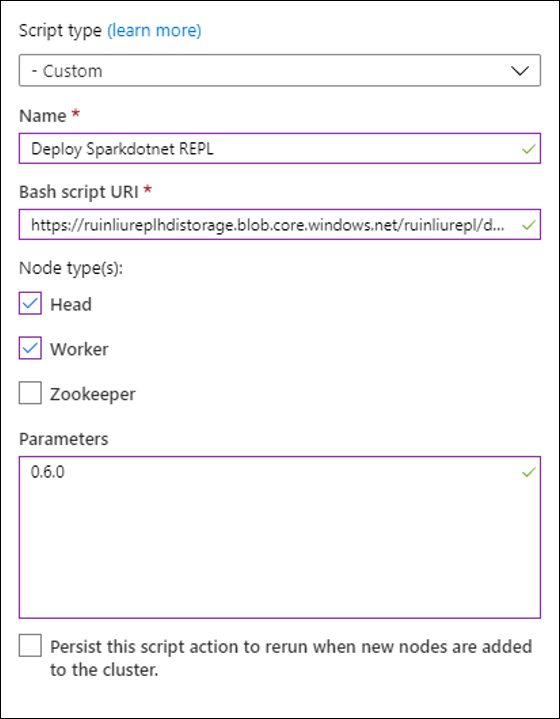 Script type (learn more)
- Custom
Name *
Deploy Sparkdotnet REPL
Bash script URI *
https://ruinliureplhdistorage.blob.core.windows.net/ruinliurepl/d...
Node type(s):
Head
Worker
Zookeeper
Parameters
0.6.0
Persist this script action to rerun when new nodes are added
to the cluster.